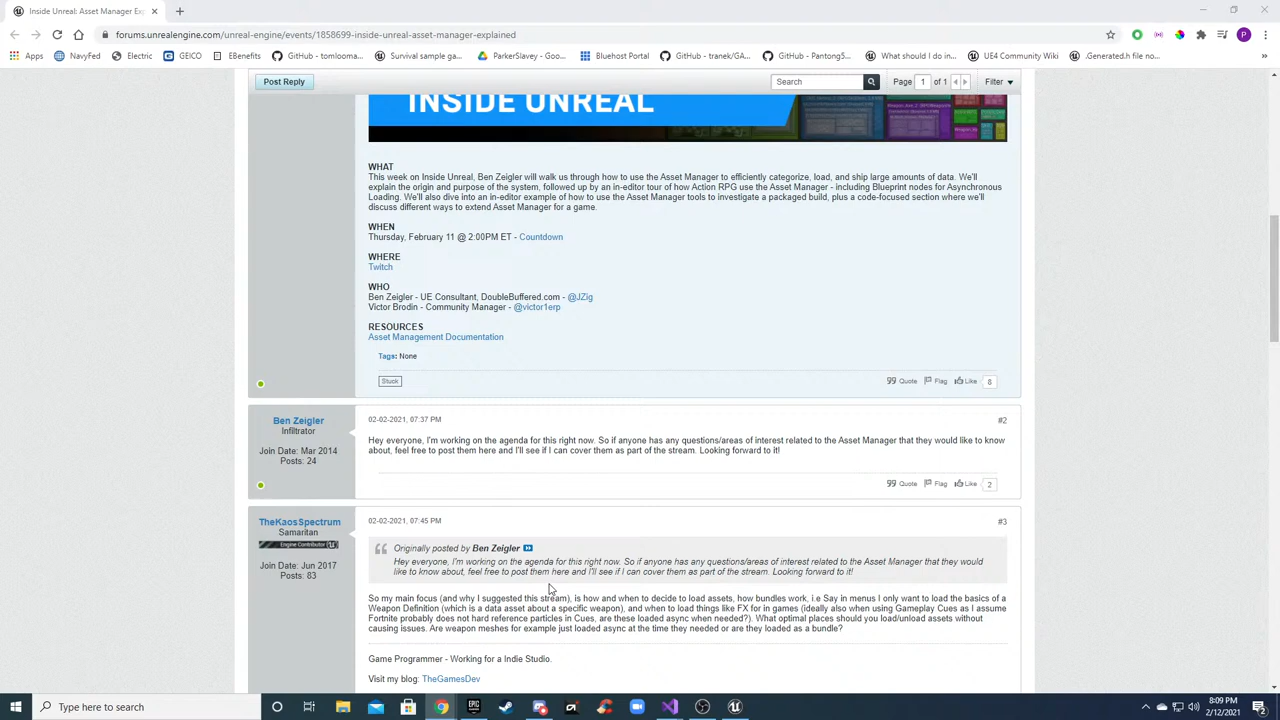 Inside Unreal: Asset Manager Exp
forums.unrealengine.com/unreal-engine/events/1858699-inside-unreal-asset-manager-explained
Apps NavyFed GEICO EBenefits GitHub - tomlooma... Survival sample ga... ParkerSlavey - Goo... Bluehost Portal GitHub - tranek/GA... GitHub - Pantong5... What should I do in... UE4 Community Wiki .Generated.h file no...
Post Reply Search Page 1 of 1 Filter
INSIDE UNREAL
WHAT
This week on Inside Unreal, Ben Zeigler will walk us through how to use the Asset Manager to efficiently categorize, load, and ship large amounts of data. We'll
explain the origin and purpose of the system, followed up by an in-editor tour of how Action RPG use the Asset Manager - including Blueprint nodes for Asynchronous
Loading. We'll also dive into an in-editor example of how to use the Asset Manager tools to investigate a packaged build, plus a code-focused section where we'll
discuss different ways to extend Asset Manager for a game.
WHEN
Thursday, February 11 @ 2:00PM ET - Countdown
WHERE
Twitch
WHO
Ben Zeigler - UE Consultant, DoubleBuffered.com - @JZig
Victor Brodin - Community Manager - @victor1erp
RESOURCES
Asset Management Documentation
Tags: None
Stuck Quote Flag Like 8
Ben Zeigler
Infiltrator
Join Date: Mar 2014
Posts: 24
02-02-2021, 07:37 PM #2
Hey everyone, I'm working on the agenda for this right now. So if anyone has any questions/areas of interest related to the Asset Manager that they would like to know
about, feel free to post them here and I'll see if I can cover them as part of the stream. Looking forward to it!
Quote Flag Like 2
TheKaosSpectrum
Samaritan
Engine Contributor
Join Date: Jun 2017
Posts: 83
02-02-2021, 07:45 PM #3
Originally posted by Ben Zeigler
Hey everyone, I'm working on the agenda for this right now. So if anyone has any questions/areas of interest related to the Asset Manager that they would
like to know about, feel free to post them here and I'll see if I can cover them as part of the stream. Looking forward to it!
So my main focus (and why I suggested this stream), is how and when to decide to load assets, how bundles work, i.e Say in menus I only want to load the basics of a
Weapon Definition (which is a data asset about a specific weapon), and when to load things like FX for in games (ideally also when using Gameplay Cues as I assume
Fortnite probably does not hard reference particles in Cues, are these loaded async when needed?). What optimal places should you load/unload assets without
causing issues. Are weapon meshes for example just loaded async at the time they needed or are they loaded as a bundle?
Game Programmer - Working for a Indie Studio.
Visit my blog: TheGamesDev
Type here to search
8:09 PM
2/12/2021